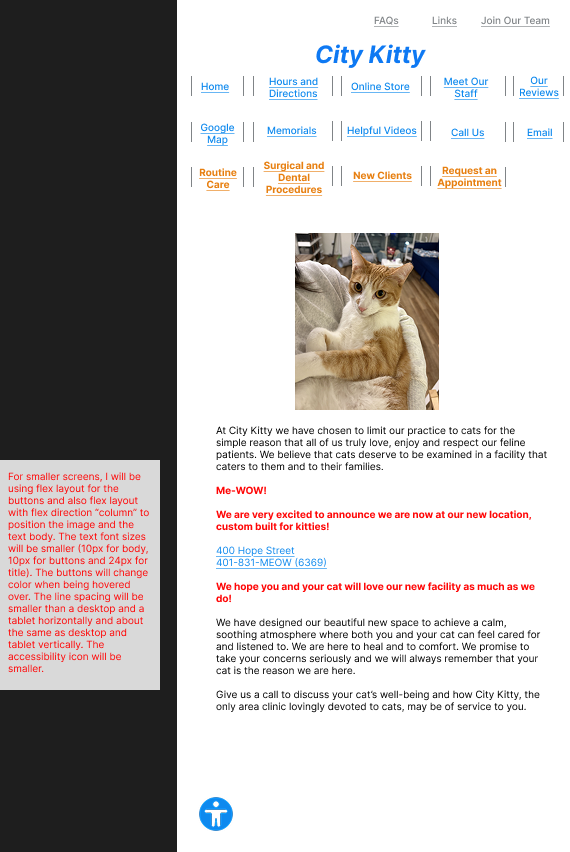 FAQs Links Join Our Team
City Kitty
Home
Hours and
Directions
Online Store
Meet Our
Staff
Our
Reviews
Google
Map
Memorials
Helpful Videos
Call Us
Email
Routine
Care
Surgical and
Dental
Procedures
New Clients
Request an
Appointment
At City Kitty we have chosen to limit our practice to cats for the
simple reason that all of us truly love, enjoy and respect our feline
patients. We believe that cats deserve to be examined in a facility that
caters to them and to their families.
Me-WOW!
We are very excited to announce we are now at our new location,
custom built for kitties!
400 Hope Street
401-831-MEOW (6369)
We hope you and your cat will love our new facility as much as we
do!
We have designed our beautiful new space to achieve a calm,
soothing atmosphere where both you and your cat can feel cared for
and listened to. We are here to heal and to comfort. We promise to
take your concerns seriously and we will always remember that your
cat is the reason we are here.
Give us a call to discuss your cat’s well-being and how City Kitty, the
only area clinic lovingly devoted to cats, may be of service to you.
For smaller screens, I will be
using flex layout for the
buttons and also flex layout
with flex direction “column” to
position the image and the
text body. The text font sizes
will be smaller (10px for body,
10px for buttons and 24px for
title). The buttons will change
color when being hovered
over. The line spacing will be
smaller than a desktop and a
tablet horizontally and about
the same as desktop and
tablet vertically. The
accessibility icon will be
smaller.